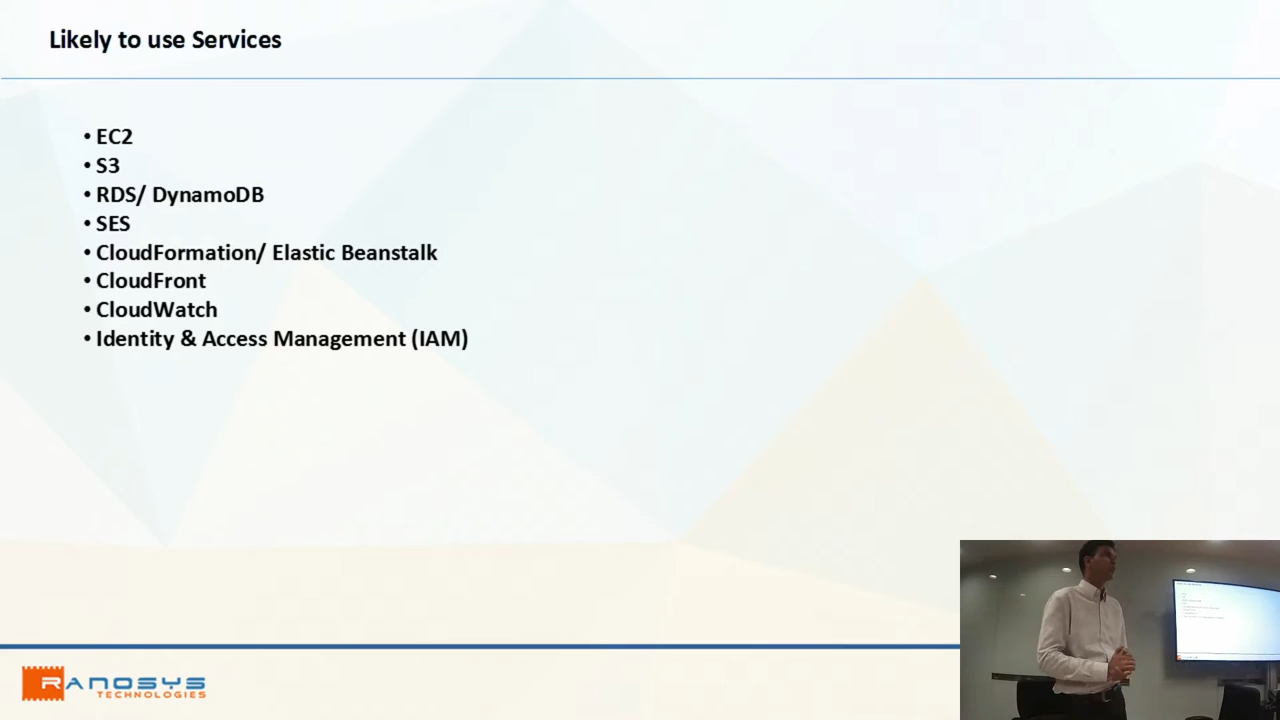 Likely to use Services
• EC2
• S3
• RDS/ DynamoDB
• SES
• CloudFormation/ Elastic Beanstalk
• CloudFront
• CloudWatch
• Identity & Access Management (IAM)
RANOSYS
TECHNOLOGIES